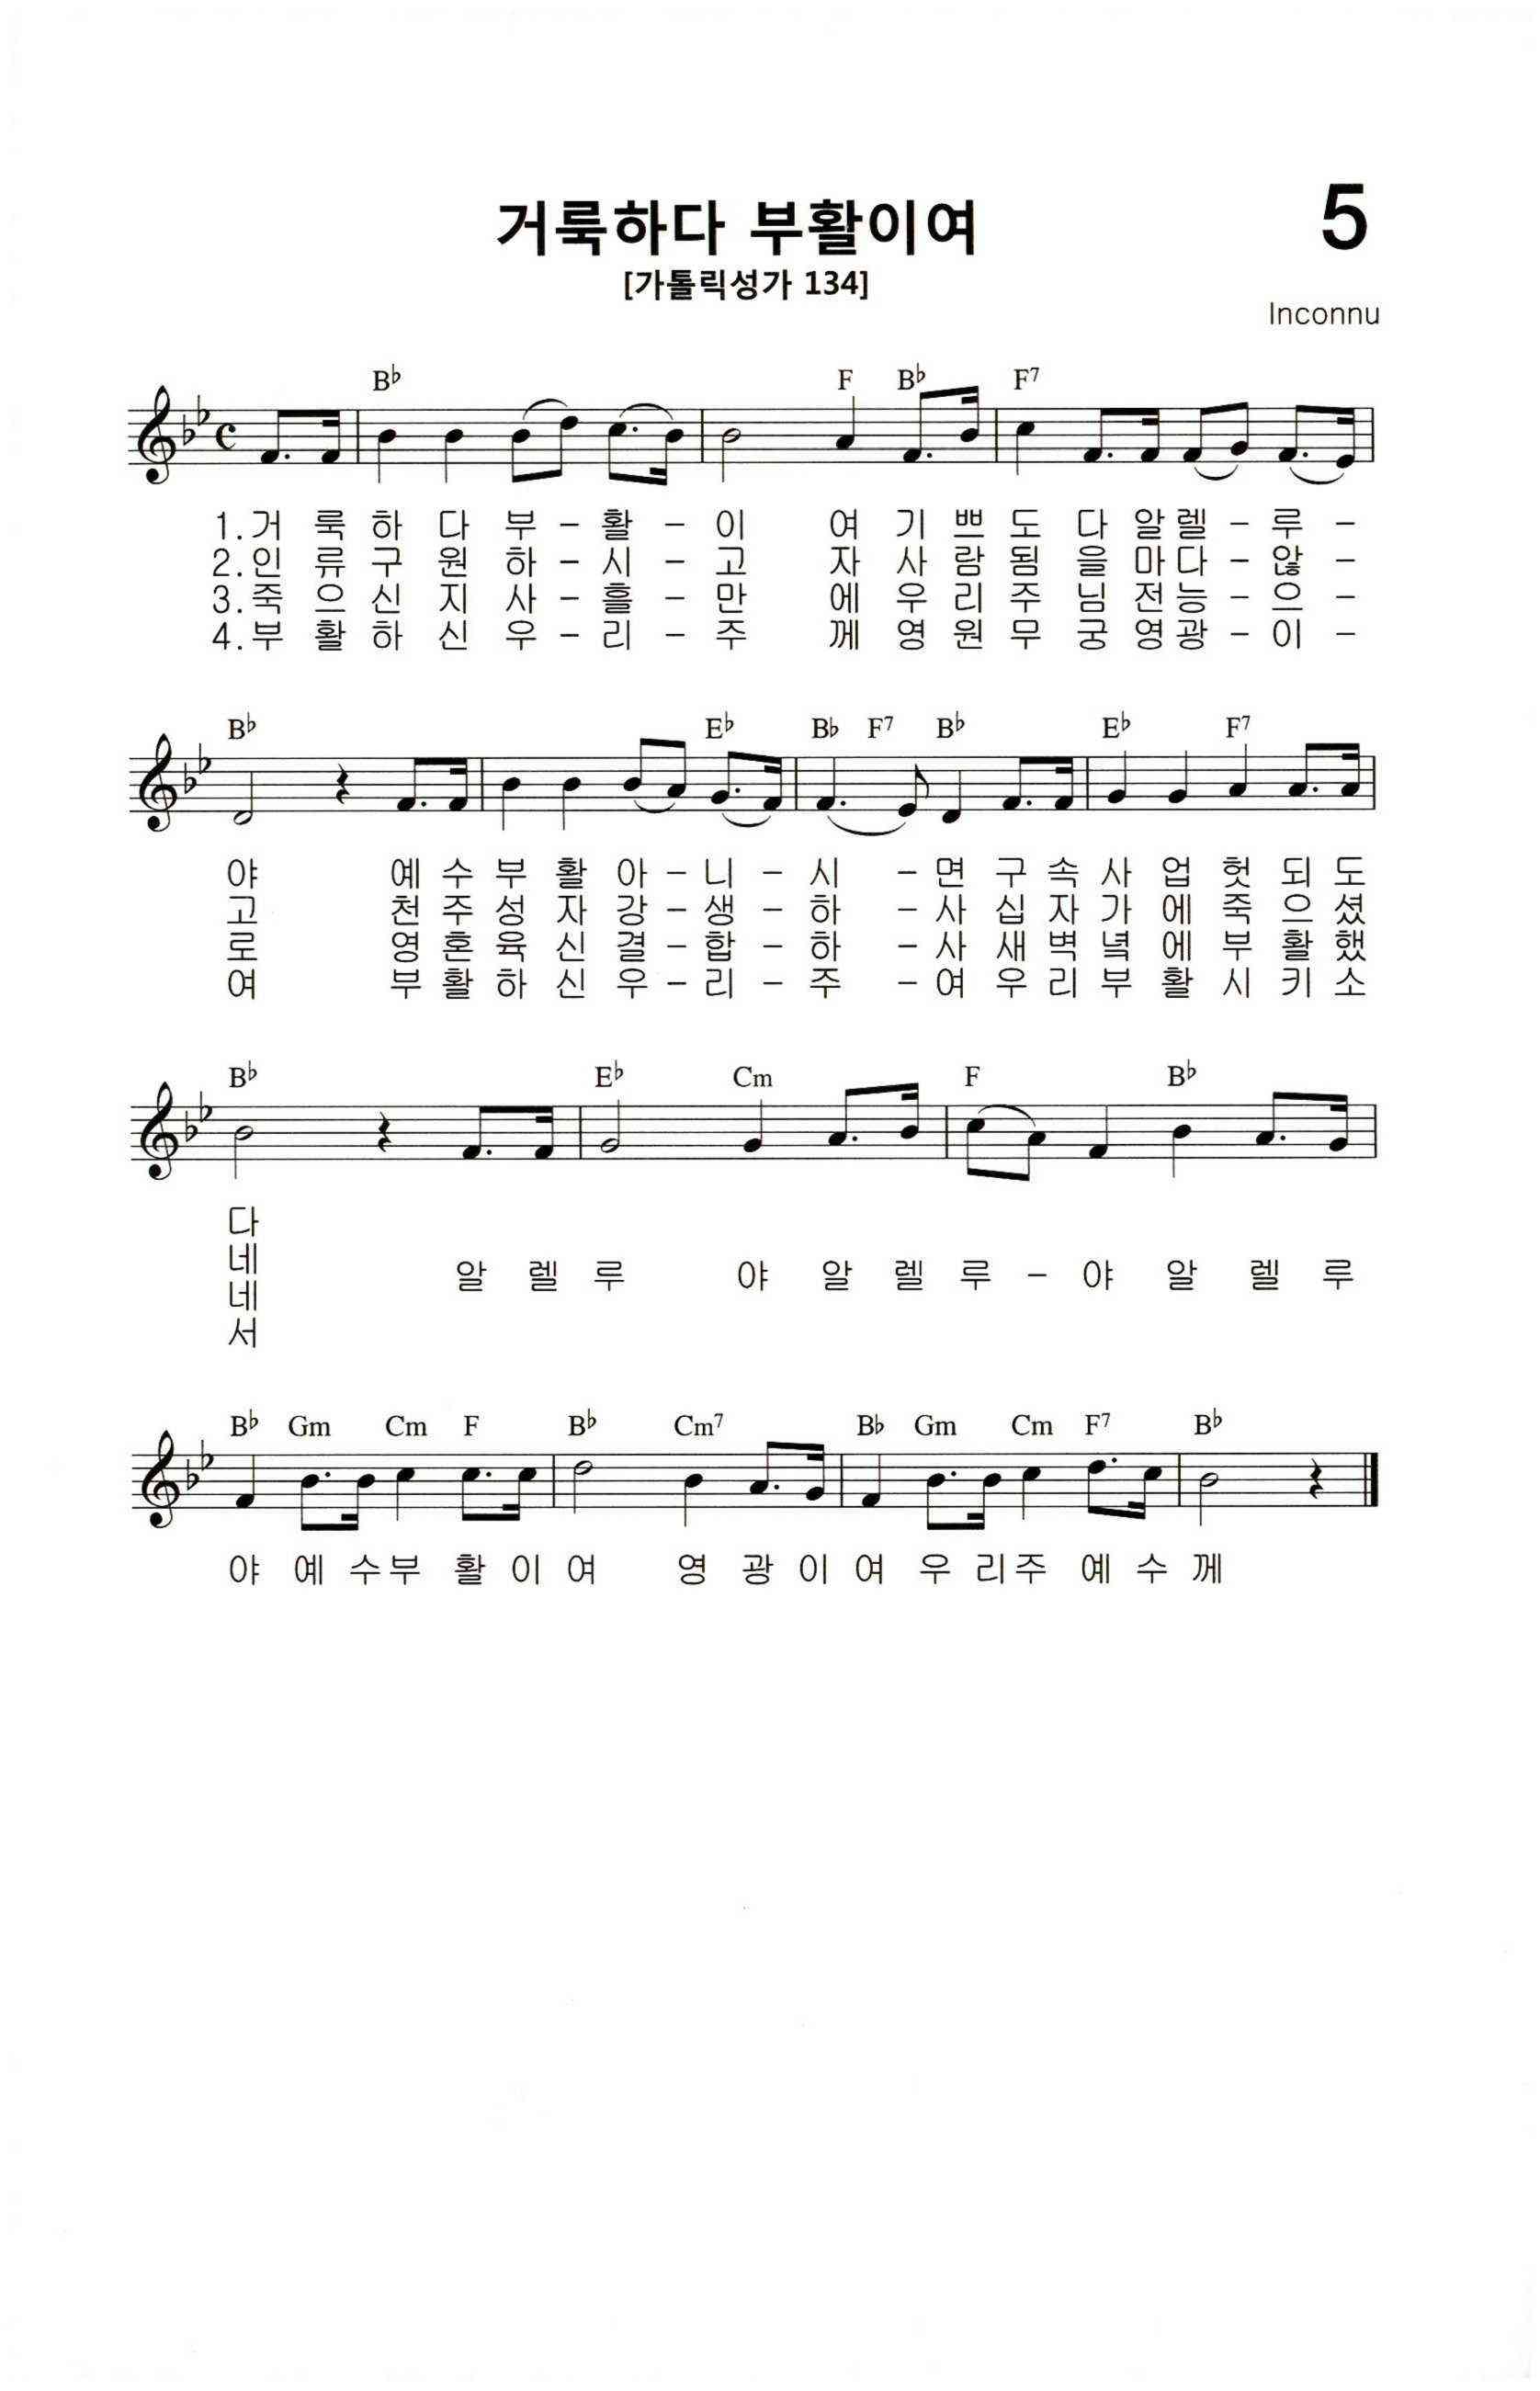 거룩하다 부활이여
5
[가톨릭성가 134]
Inconnu
B♭ F B♭ F7
1.거 룩 하 다 부 - 활 - 이 여 기 쁘 도 다 알 렐 - 루 -
2.인 류 구 원 하 - 시 - 고 자 사 람 됨 을 마 다 - 않 -
3.죽 으 신 지 사 - 흘 - 만 에 우 리 주 님 전 능 - 으 -
4.부 활 하 신 우 - 리 - 주 께 영 원 무 궁 영 광 - 이 -
B♭ E♭ B♭ F7 B♭ E♭ F7
야 예 수 부 활 아 - 니 - 시 - 면 구 속 사 업 헛 되 도
고 천 주 성 자 강 - 생 - 하 - 사 십 자 가 에 죽 으 셨
로 영 혼 육 신 결 - 합 - 하 - 사 새 벽 녘 에 부 활 했
여 부 활 하 신 우 - 리 - 주 - 여 우 리 부 활 시 키 소
B♭ E♭ Cm F B♭
다
네
알 렐 루 야 알 렐 루 - 야 알 렐 루
네
서
B♭ Gm Cm F B♭ Cm7 B♭ Gm Cm F7 B♭
야 예 수 부 활 이 여 영 광 이 여 우 리 주 예 수 께